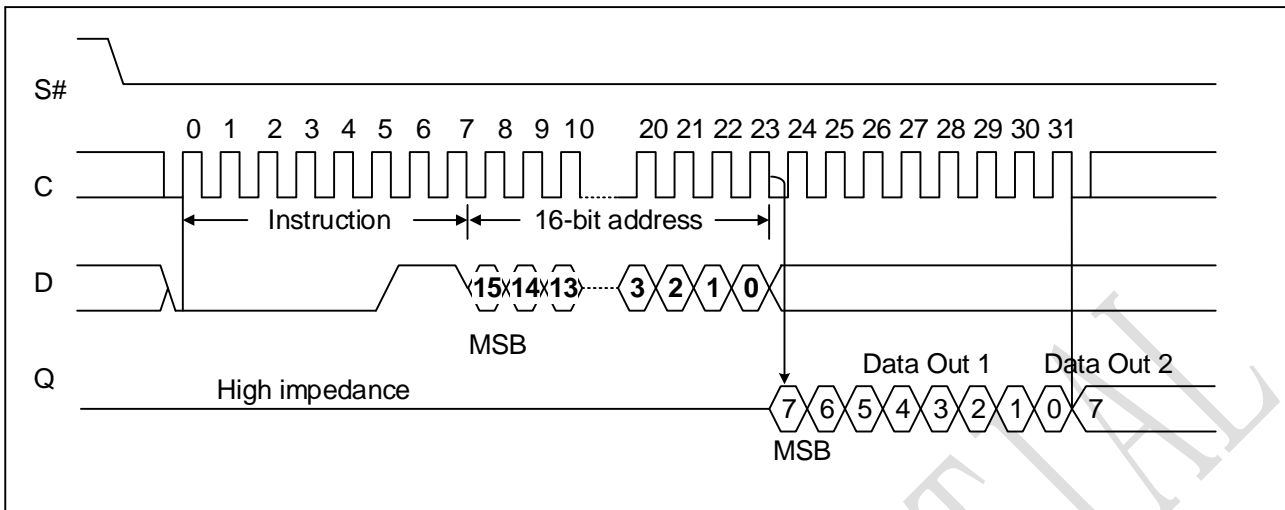 S#
0 1 2 3 4 5 6 7 8 9 10 20 21 22 23 24 25 26 27 28 29 30 31
C
Instruction 16-bit address
D
15 14 13 3 2 1 0
MSB
Data Out 1 Data Out 2
Q
High impedance
7 6 5 4 3 2 1 0 7
MSB
TIAL